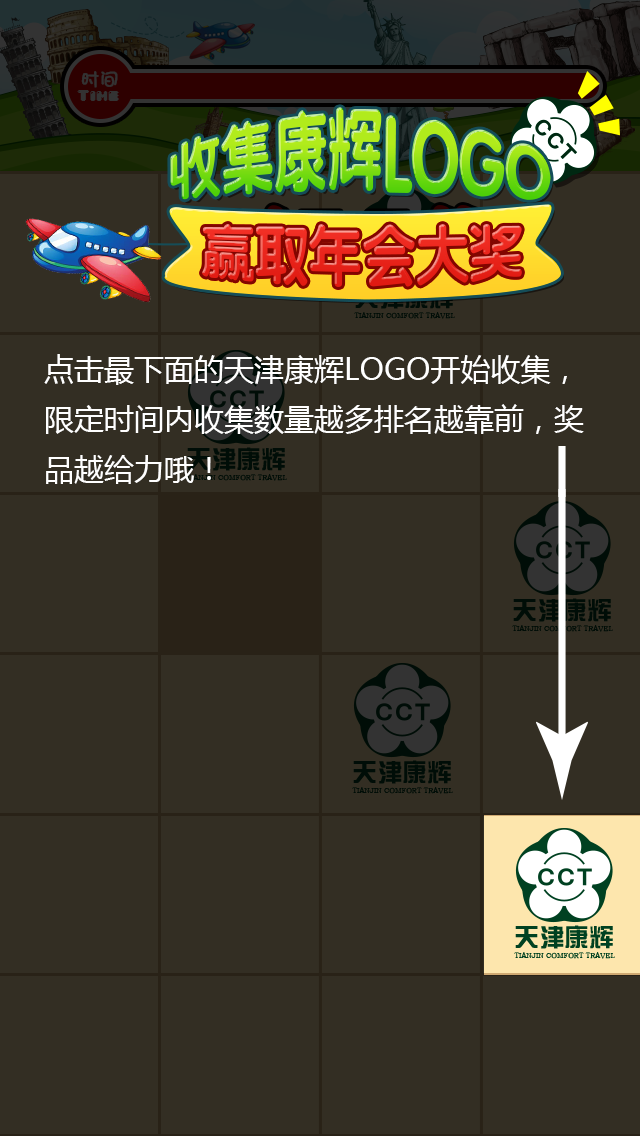 时间
TIME
CCT
收集康辉LOGO
赢取年会大奖
天津康辉
TIANJIN COMFORT TRAVEL
点击最下面的天津康辉LOGO开始收集，
限定时间内收集数量越多排名越靠前，奖
品越给力哦！
CCT
天津康辉
TIANJIN COMFORT TRAVEL
CCT
天津康辉
TIANJIN COMFORT TRAVEL
CCT
天津康辉
TIANJIN COMFORT TRAVEL
CCT
天津康辉
TIANJIN COMFORT TRAVEL